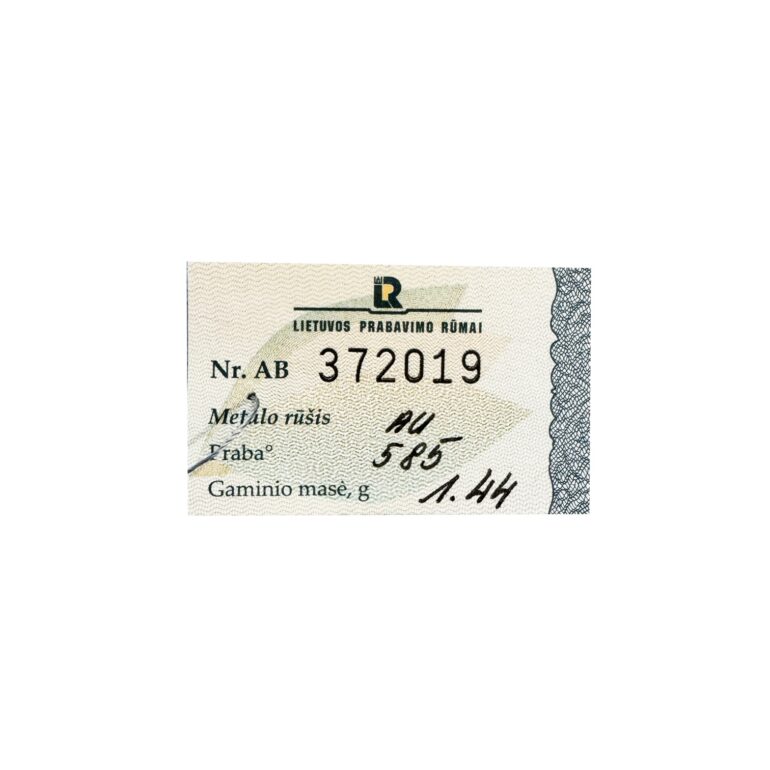 LR
LIETUVOS PRABAVIMO RŪMAI
Nr. AB 372019
Metalo rūšis AU
Praba° 585
Gaminio masė, g 1.44